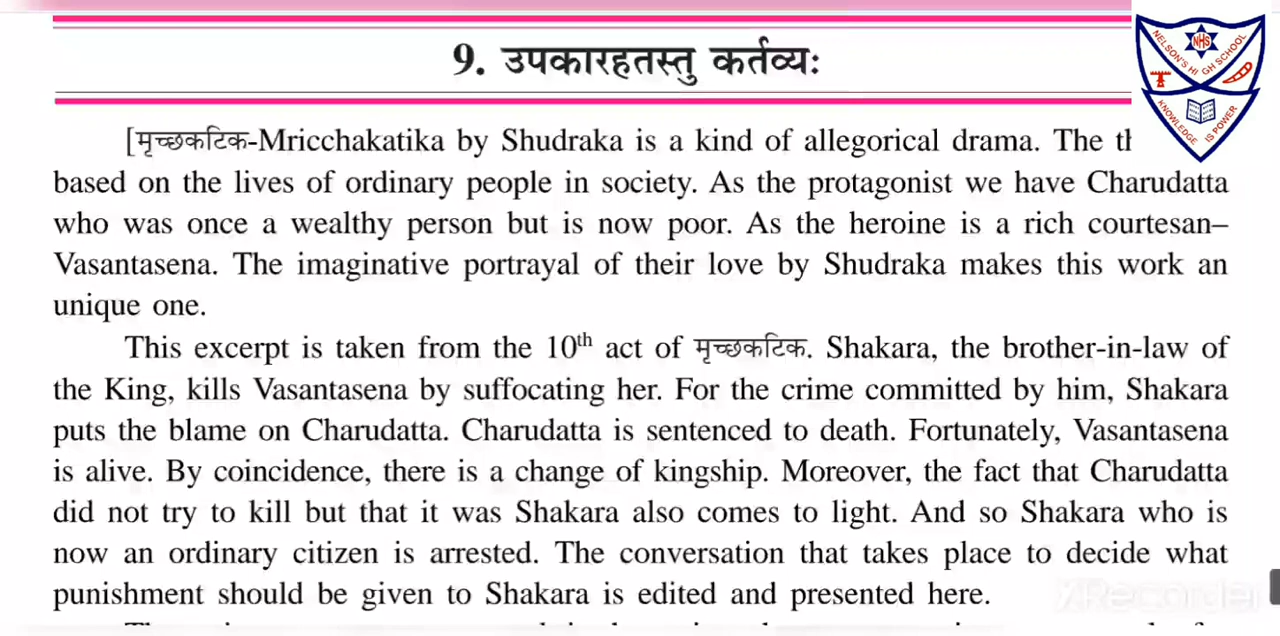 9. उपकारहतस्तु कर्तव्यः
NELSON'S HIGH SCHOOL
NHS
KNOWLEDGE IS POWER
[मृच्छकटिक-Mricchakatika by Shudraka is a kind of allegorical drama. The
based on the lives of ordinary people in society. As the protagonist we have Charudatta
who was once a wealthy person but is now poor. As the heroine is a rich courtesan–
Vasantasena. The imaginative portrayal of their love by Shudraka makes this work an
unique one.
This excerpt is taken from the 10th act of मृच्छकटिक. Shakara, the brother-in-law of
the King, kills Vasantasena by suffocating her. For the crime committed by him, Shakara
puts the blame on Charudatta. Charudatta is sentenced to death. Fortunately, Vasantasena
is alive. By coincidence, there is a change of kingship. Moreover, the fact that Charudatta
did not try to kill but that it was Shakara also comes to light. And so Shakara who is
now an ordinary citizen is arrested. The conversation that takes place to decide what
punishment should be given to Shakara is edited and presented here.